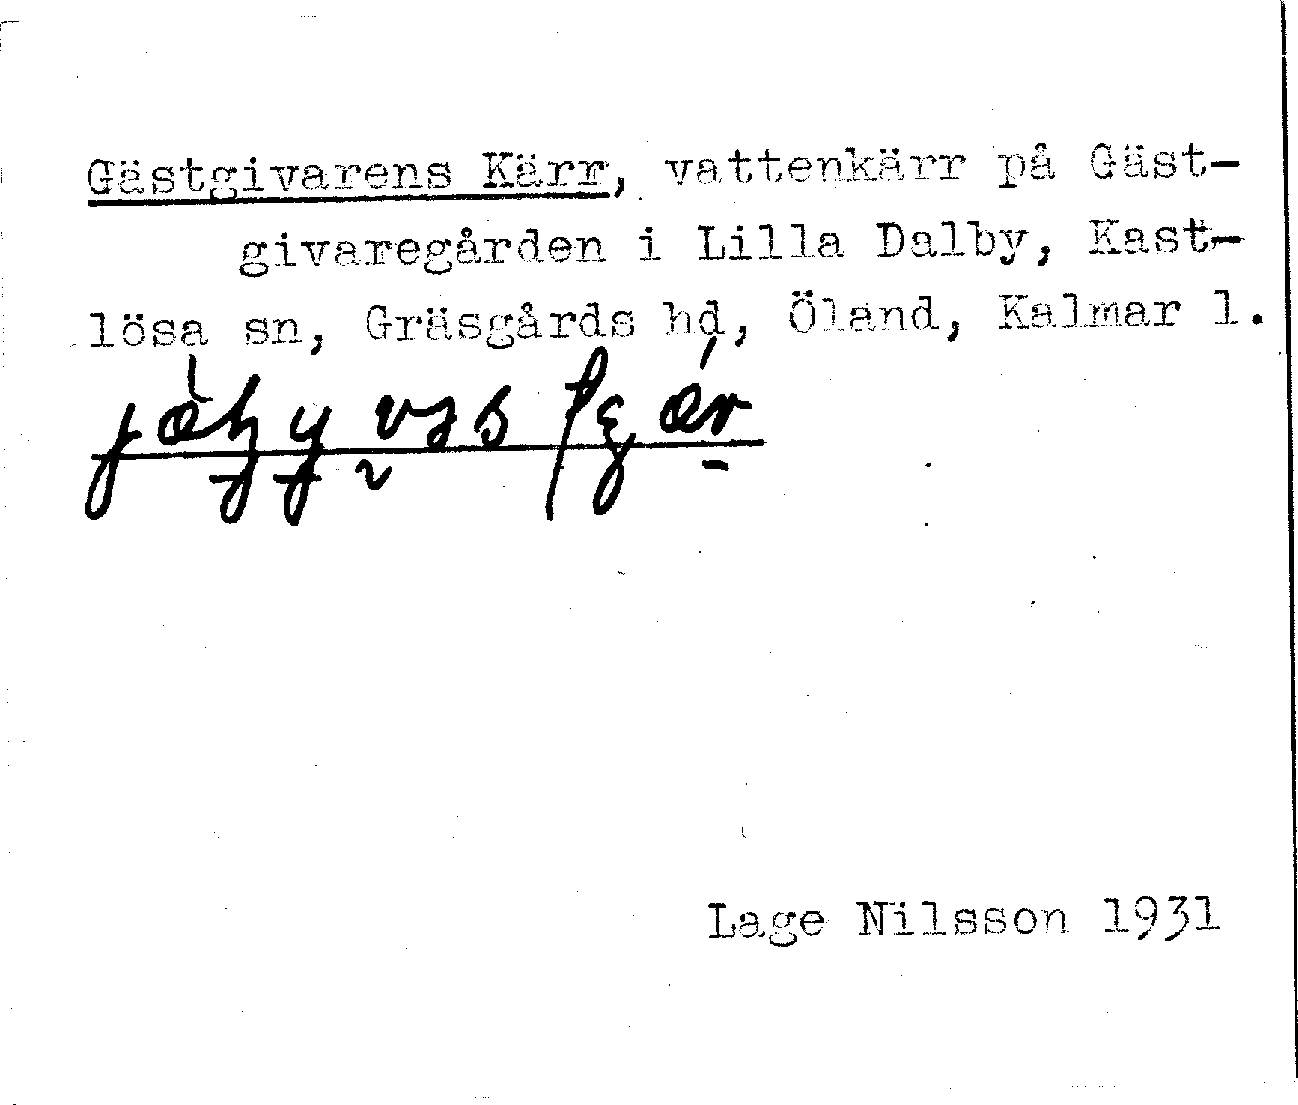 Gästgivarens Kärr, vattenkärr på Gäst-
givaregården i Lilla Dalby, Kast-
lösa sn, Gräsgårds hd, Öland, Kalmar l.
Lage Nilsson 1931